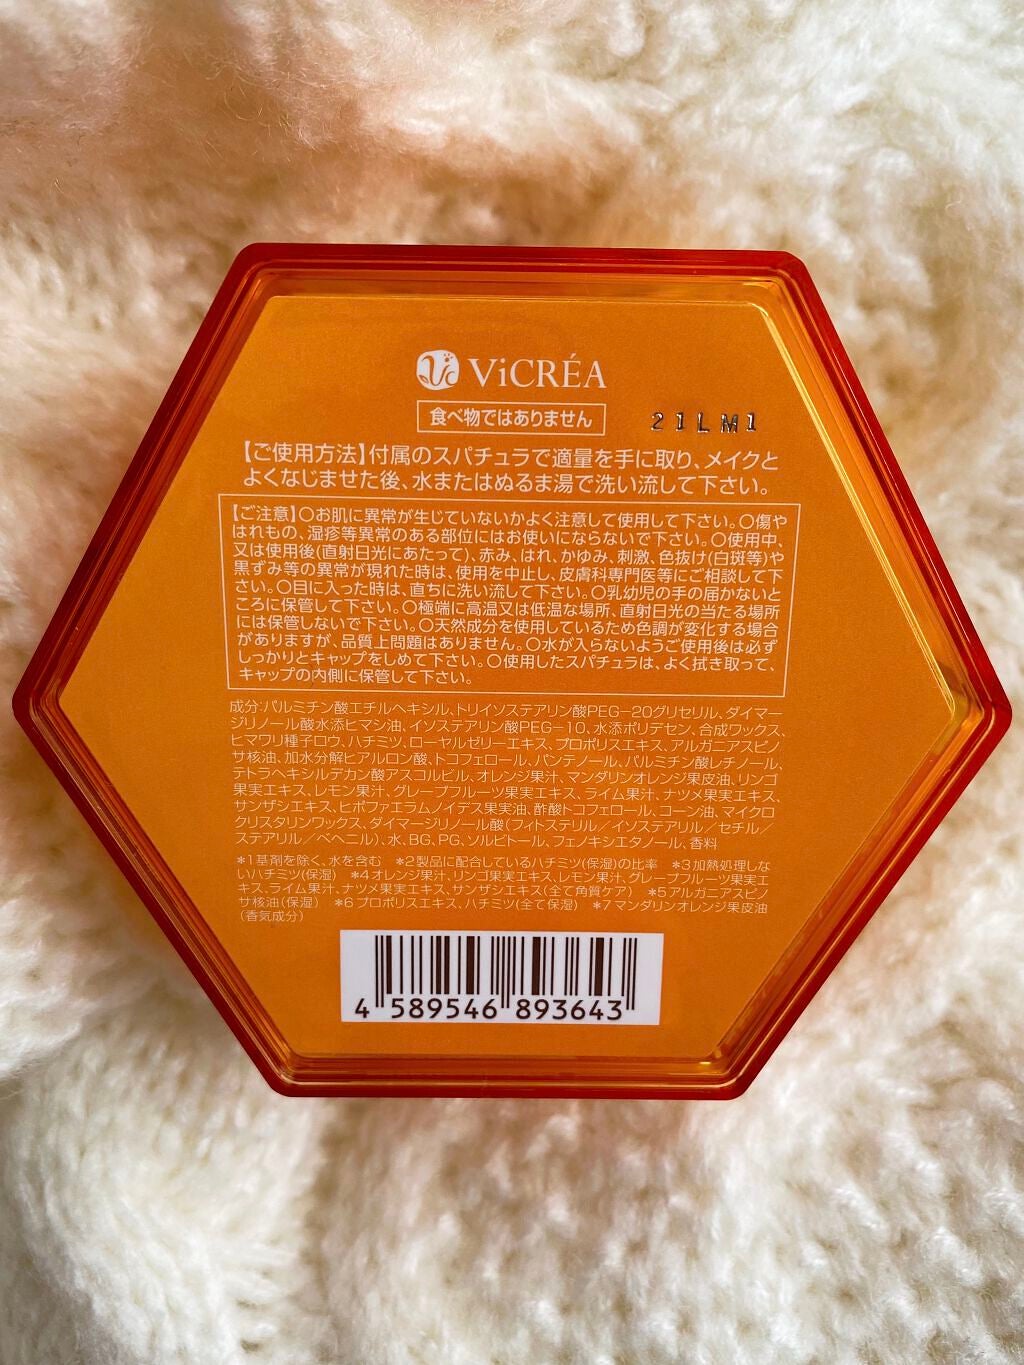 ViCRÉA
食べ物ではありません
21LM1
【ご使用方法】付属のスパチュラで適量を手に取り、メイクと
よくなじませた後、水またはぬるま湯で洗い流して下さい。
【ご注意】〇お肌に異常が生じていないかよく注意して使用して下さい。〇傷や
はれもの、湿疹等異常のある部位にはお使いにならないで下さい。〇使用中、
又は使用後(直射日光にあたって)、赤み、はれ、かゆみ、刺激、色抜け(白斑等)や
黒ずみ等の異常が現れた時は、使用を中止し、皮膚科専門医等にご相談して下
さい。〇目に入った時は、直ちに洗い流して下さい。〇乳幼児の手の届かないと
ころに保管して下さい。〇極端に高温又は低温な場所、直射日光の当たる場所
には保管しないで下さい。〇天然成分を使用しているため色調が変化する場合
がありますが、品質上問題はありません。〇水が入らないようご使用後は必ず
しっかりとキャップをしめて下さい。〇使用したスパチュラは、よく拭き取って、
キャップの内側に保管して下さい。
成分:パルミチン酸エチルヘキシル、トリイソステアリン酸PEG-20グリセリル、ダイマー
ジリノール酸水添ヒマシ油、イソステアリン酸PEG-10、水添ポリデセン、合成ワックス、
ヒマワリ種子ロウ、ハチミツ、ローヤルゼリーエキス、プロポリスエキス、アルガニアスピノ
サ核油、加水分解ヒアルロン酸、トコフェロール、パンテノール、パルミチン酸レチノール、
テトラヘキシルデカン酸アスコルビル、オレンジ果汁、マンダリンオレンジ果皮油、リンゴ
果実エキス、レモン果汁、グレープフルーツ果実エキス、ライム果汁、ナツメ果実エキス、
サンザシエキス、ヒポファエラムノイデス果実油、酢酸トコフェロール、コーン油、マイクロ
クリスタリンワックス、ダイマージリノール酸(フィトステリル/イソステアリル/セチル/
ステアリル/ベヘニル)、水、BG、PG、ソルビトール、フェノキシエタノール、香料
*1基剤を除く、水を含む *2製品に配合しているハチミツ(保湿)の比率 *3加熱処理しな
いハチミツ(保湿) *4オレンジ果汁、リンゴ果実エキス、レモン果汁、グレープフルーツ果実エ
キス、ライム果汁、ナツメ果実エキス、サンザシエキス(全て角質ケア) *5アルガニアスピノ
サ核油(保湿) *6プロポリスエキス、ハチミツ(全て保湿) *7マンダリンオレンジ果皮油
(香気成分)
4 589546 893643